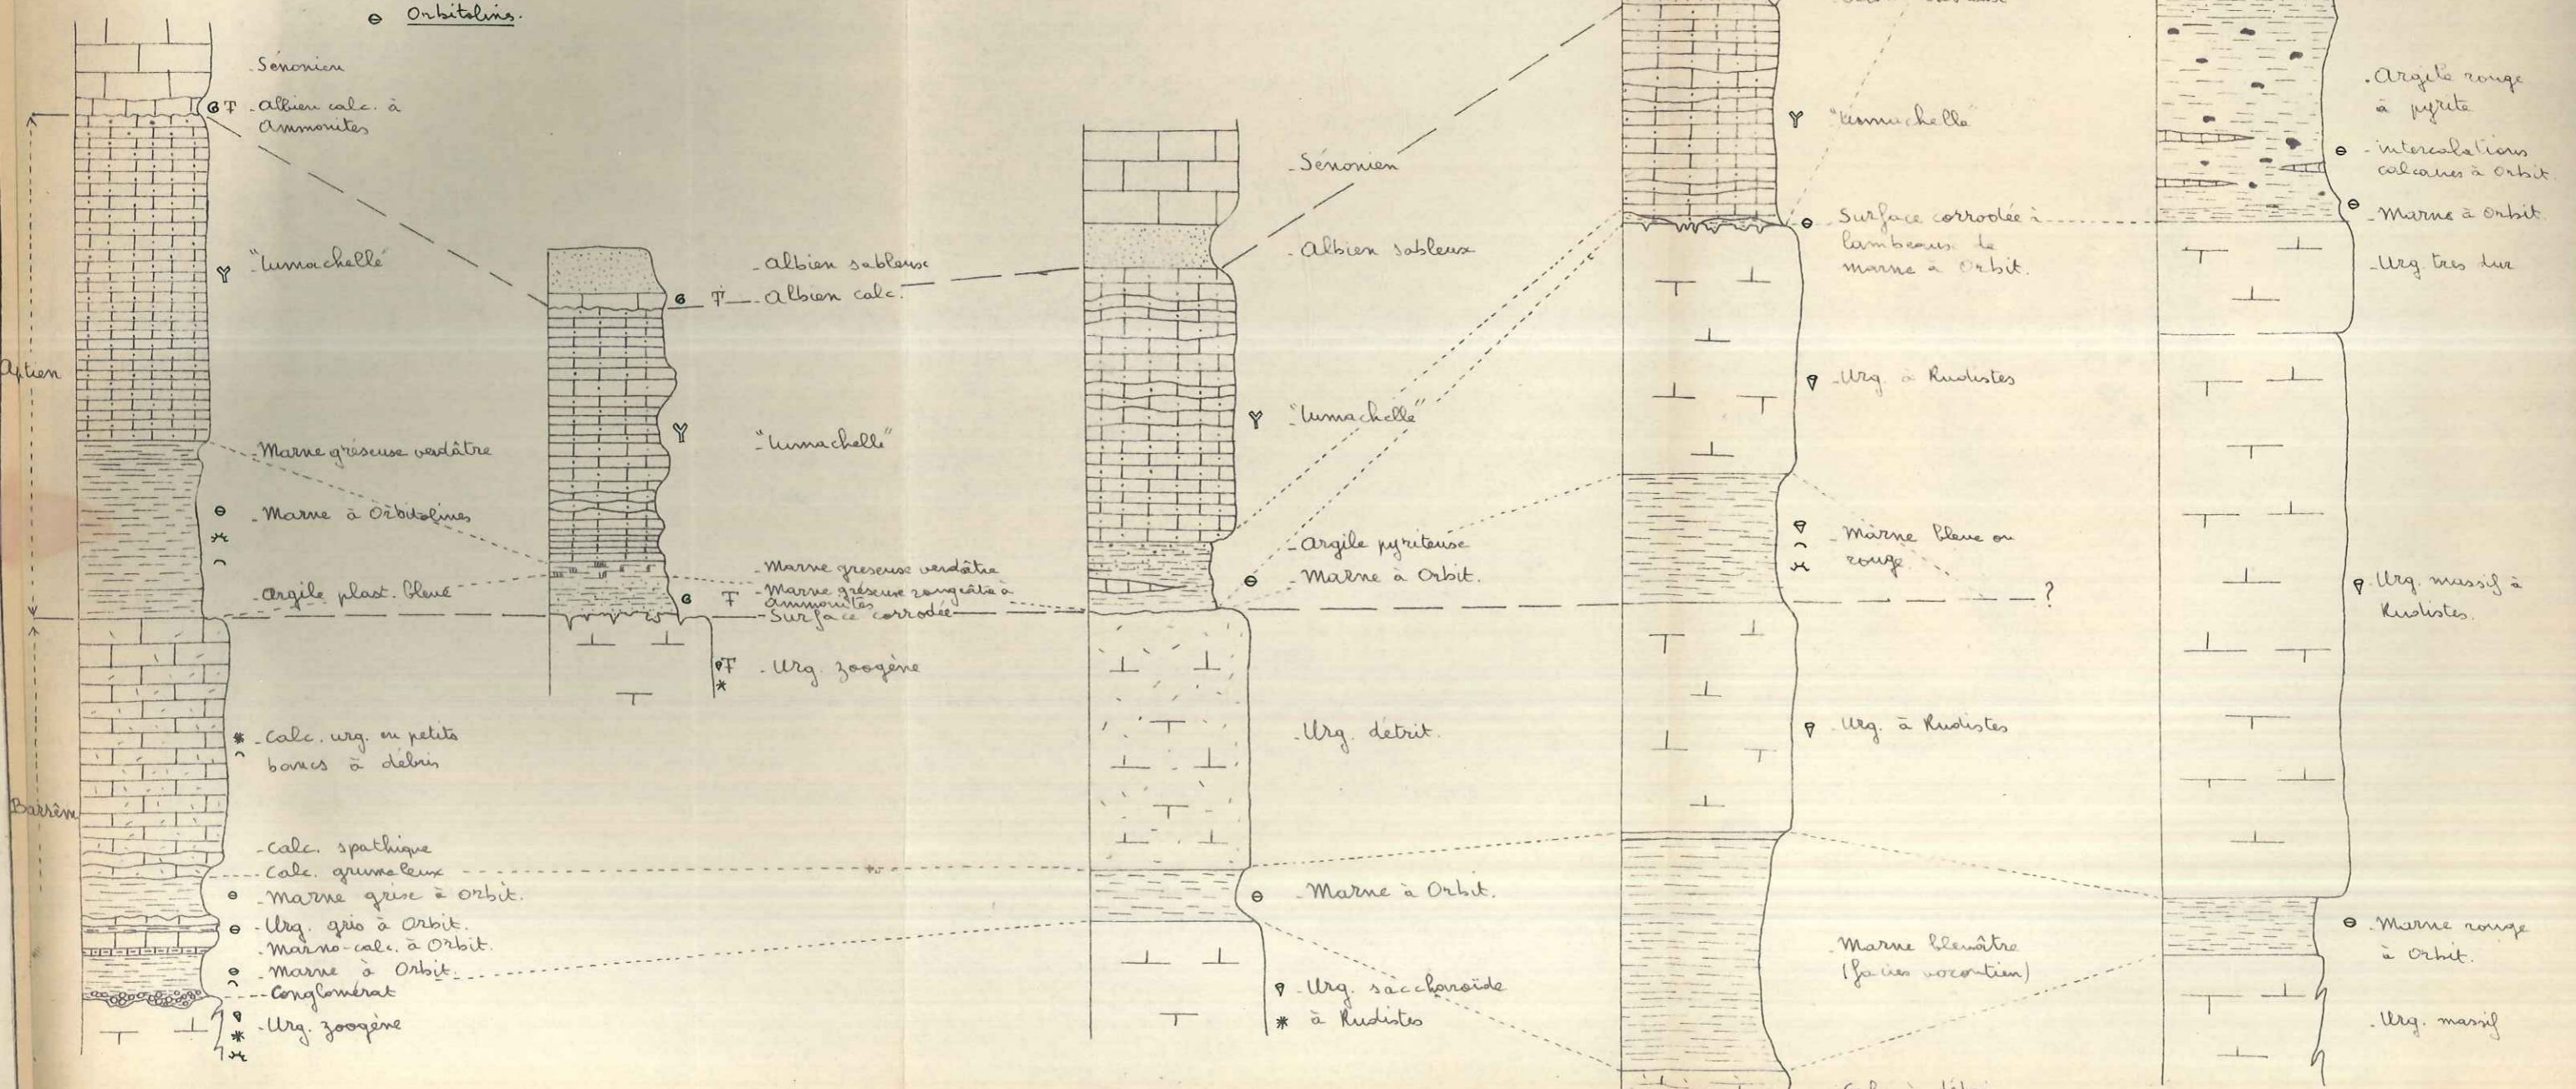 Orbitolins.
- Sénonien
- Albien calc. à
Ammonites
Aptien
- "Lumachelle"
- Marne gréseuse verdâtre
- Marne à Orbitolines
- Argile plast. bleue
Barrém
- Calc. urg. en petits
bancs à débris
- Calc. spathique
- Calc. grumeleux
- Marne grise à Orbit.
- Urg. gris à Orbit.
- Marno-calc. à Orbit.
- Marne à Orbit.
- Conglomérat
- Urg. zoogène
- Albien sableux
- Albien calc.
- "Lumachelle"
- Marne gréseuse verdâtre
- Marne gréseuse rougeâtre à
Ammonites
- Surface corrodée
- Urg. zoogène
- Sénonien
- Albien sableux
- "Lumachelle"
- Argile pyriteuse
- Marne à Orbit.
- Urg. détrit.
- Marne à Orbit.
- Urg. saccharoïde
à Rudistes
- "Lumachelle"
- Surface corrodée à
lambeaux de
marne à Orbit.
- Urg. à Rudistes
- Marne bleue ou
rouge
?
- Urg. à Rudistes
- Marne bleuâtre
(faciès vocontien)
- Argile rouge
à pyrite
- intercalations
calcaires à Orbit.
- Marne à Orbit.
- Urg. très dur
- Urg. massif à
Rudistes.
- Marne rouge
à Orbit.
- Urg. massif